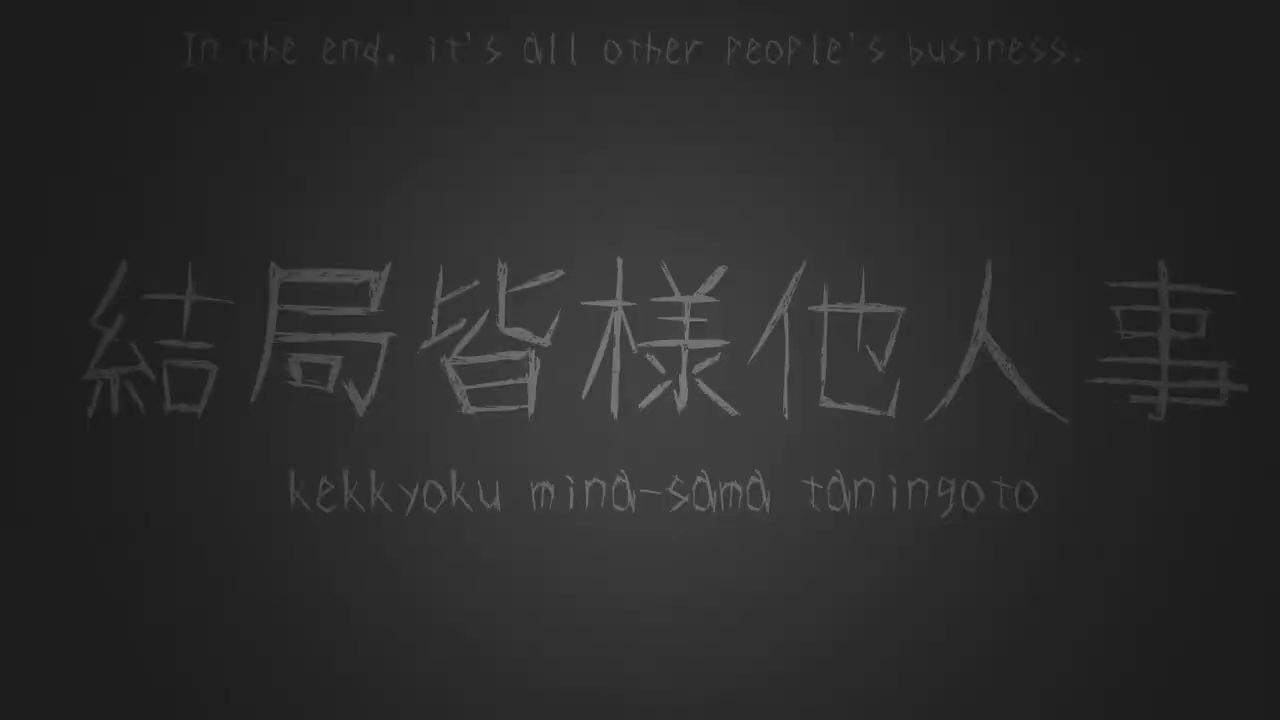 In the end, it's all other people's business.
結局皆様他人事
kekkyoku mina-sama taningoto